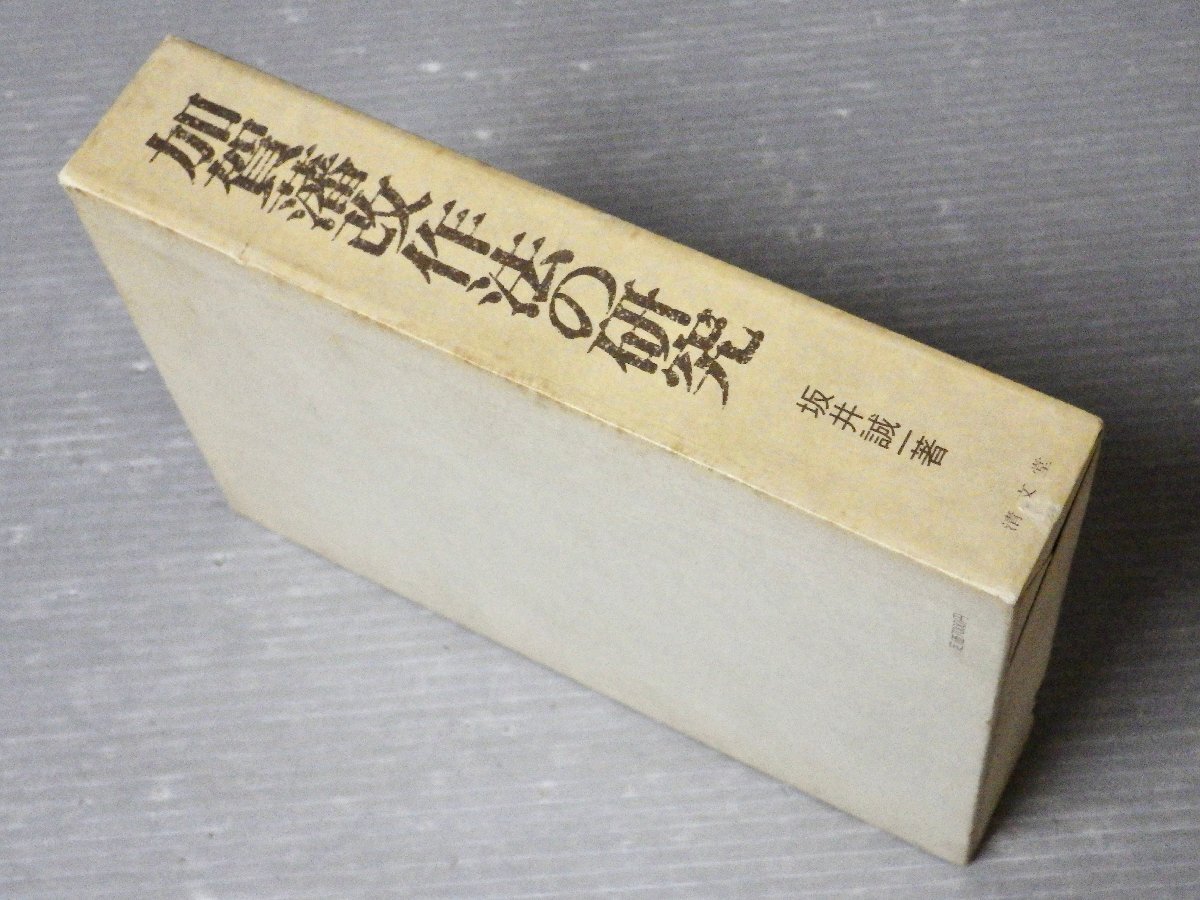 加賀藩改作法の研究
坂井誠一著
清文堂